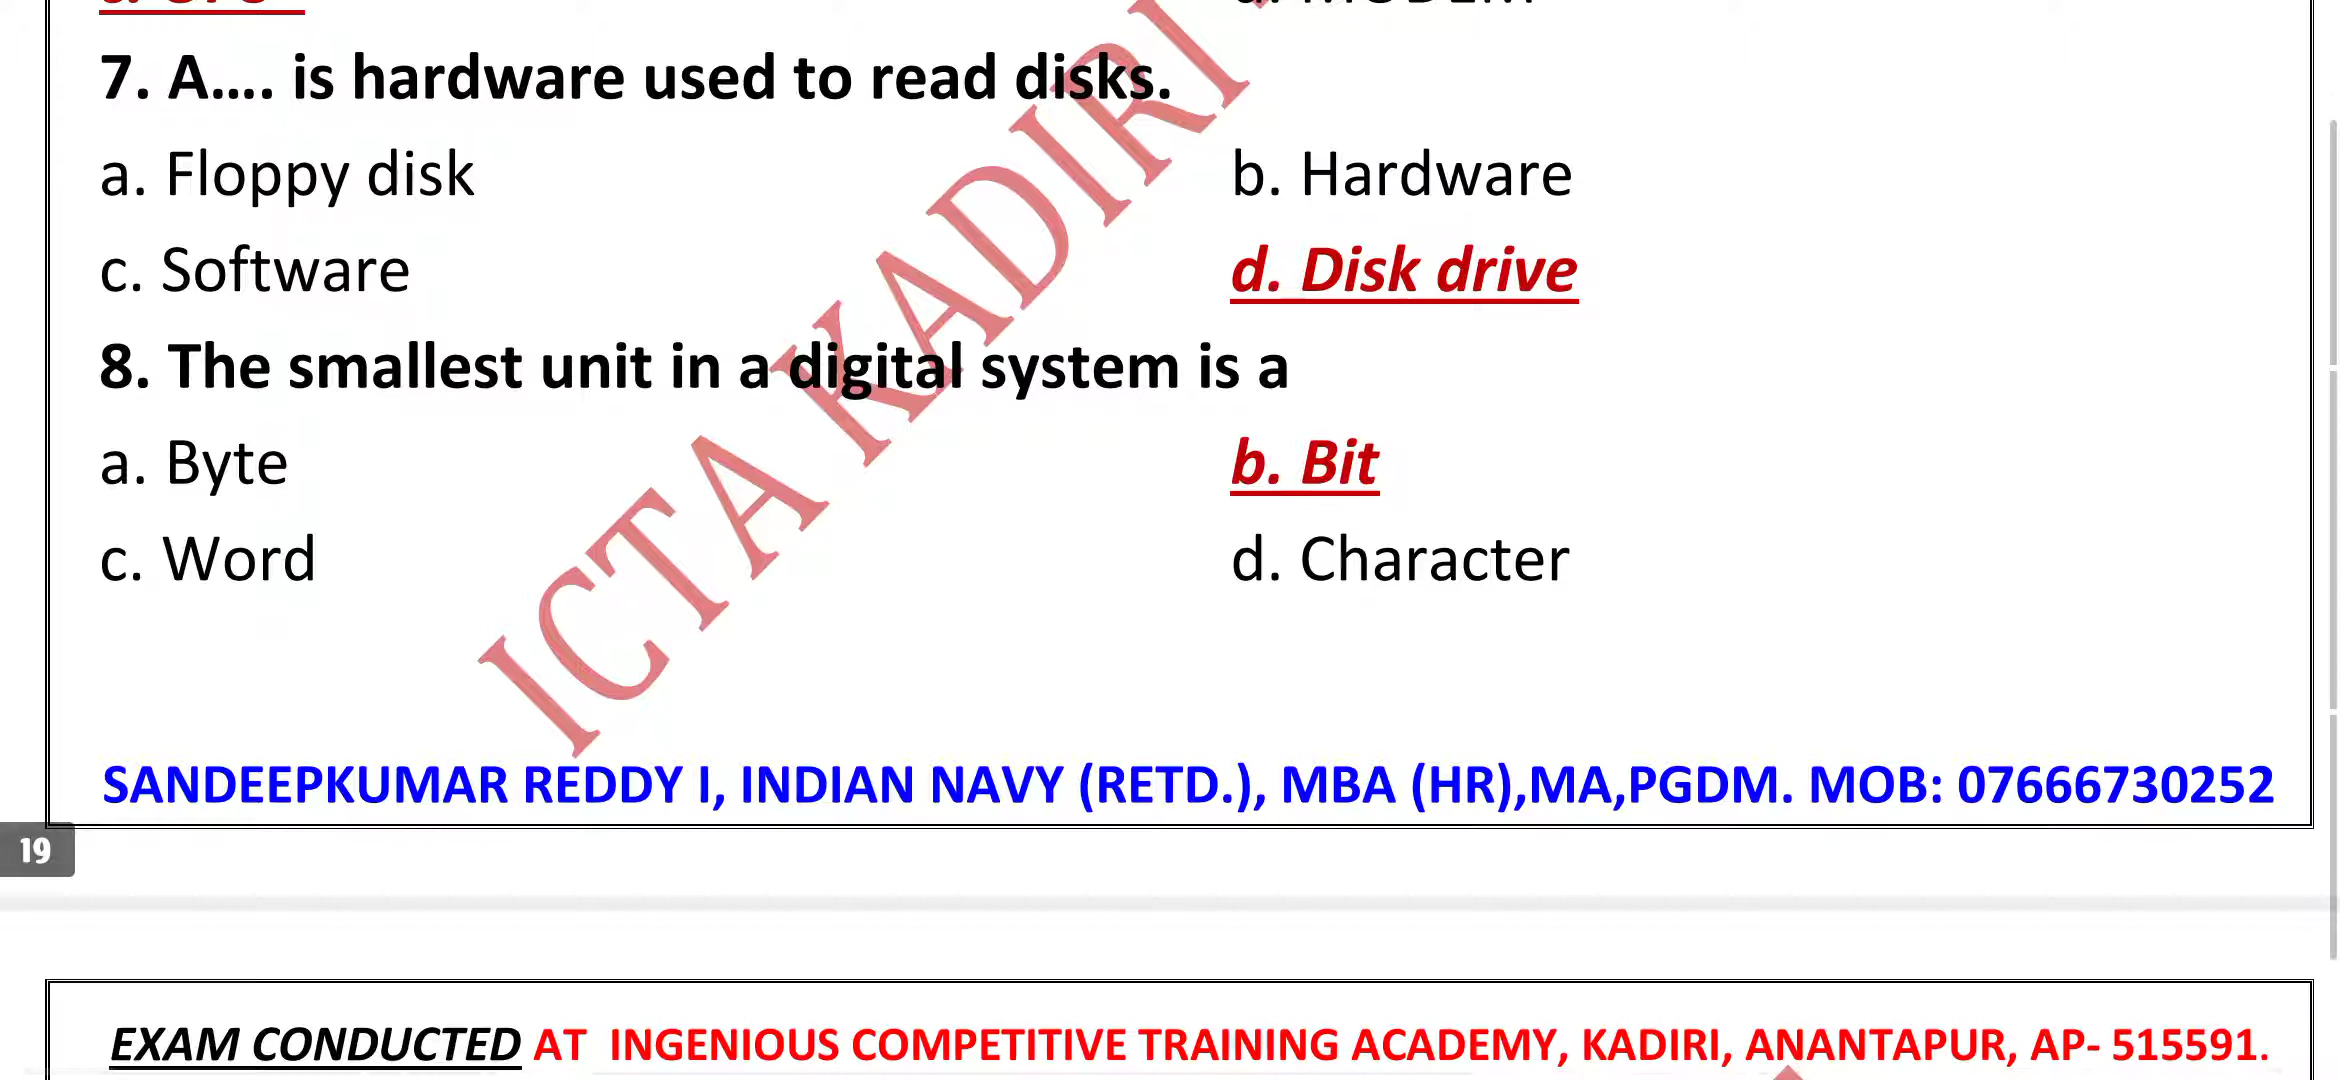 7. A.... is hardware used to read disks.
a. Floppy disk b. Hardware
c. Software d. Disk drive
8. The smallest unit in a digital system is a
a. Byte b. Bit
c. Word d. Character
ICTA KADIRI
SANDEEPKUMAR REDDY I, INDIAN NAVY (RETD.), MBA (HR),MA,PGDM. MOB: 07666730252
19
EXAM CONDUCTED AT INGENIOUS COMPETITIVE TRAINING ACADEMY, KADIRI, ANANTAPUR, AP- 515591.